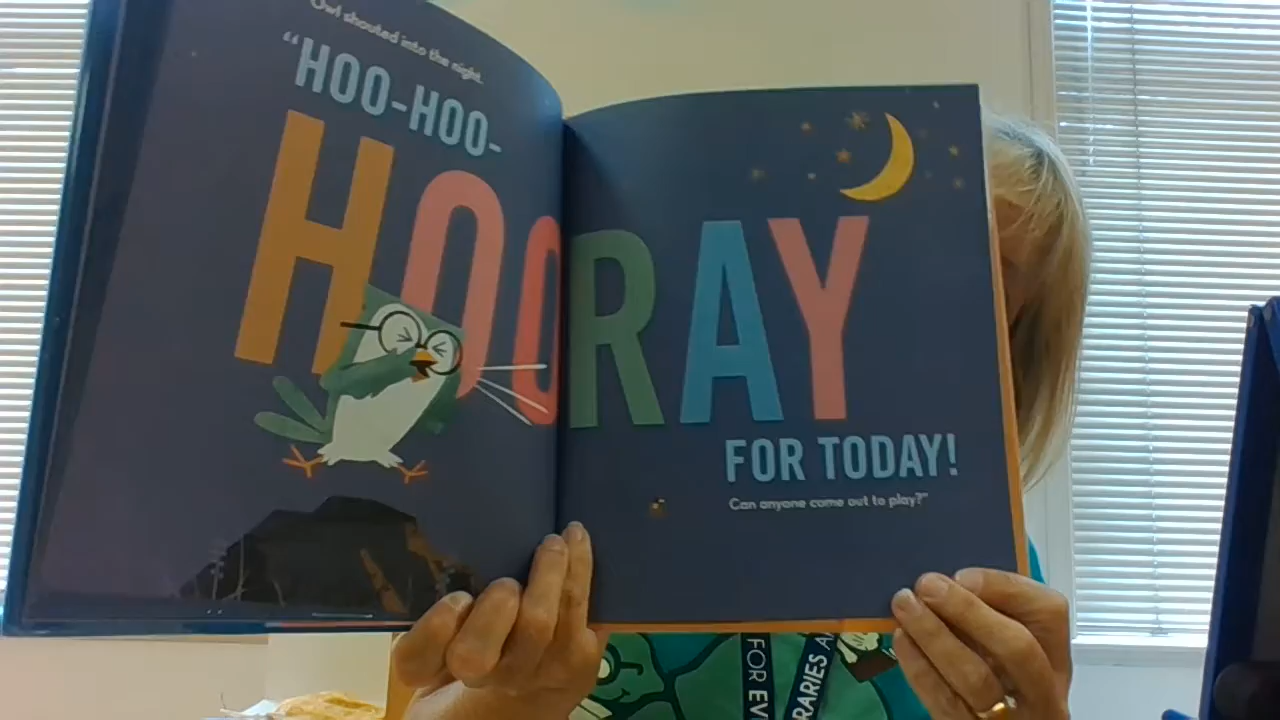 Owl shouted into the night.
"HOO-HOO-
HOORAY
FOR TODAY!
Can anyone come out to play?"
FOR EV
RARIES A